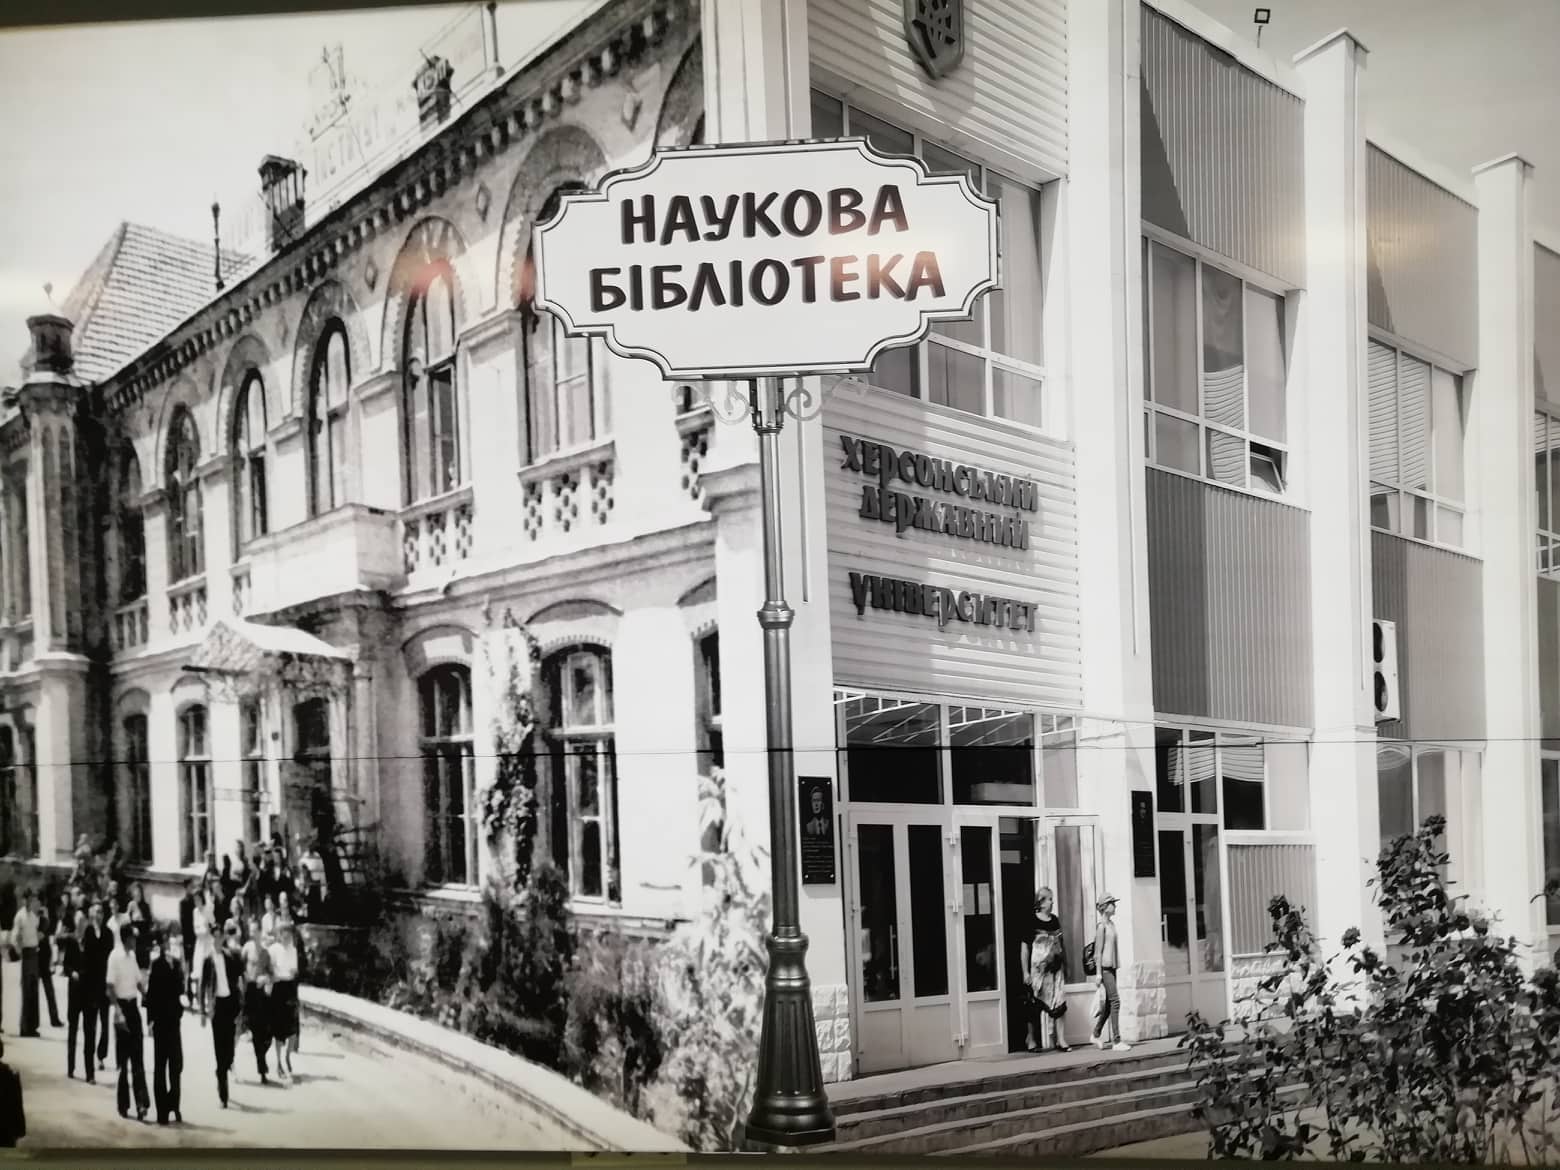 НАУКОВА
БІБЛІОТЕКА
ХЕРСОНСЬКИЙ
ДЕРЖАВНИЙ
УНІВЕРСИТЕТ